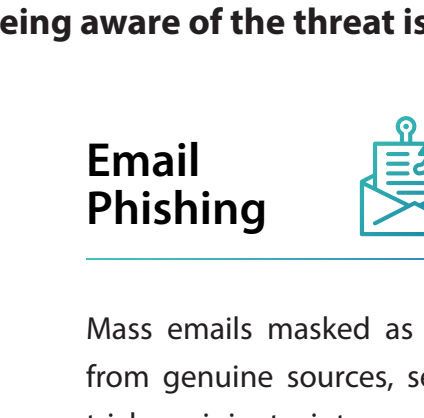 eing aware of the threat is
Email
Phishing
Mass emails masked as
from genuine sources, se